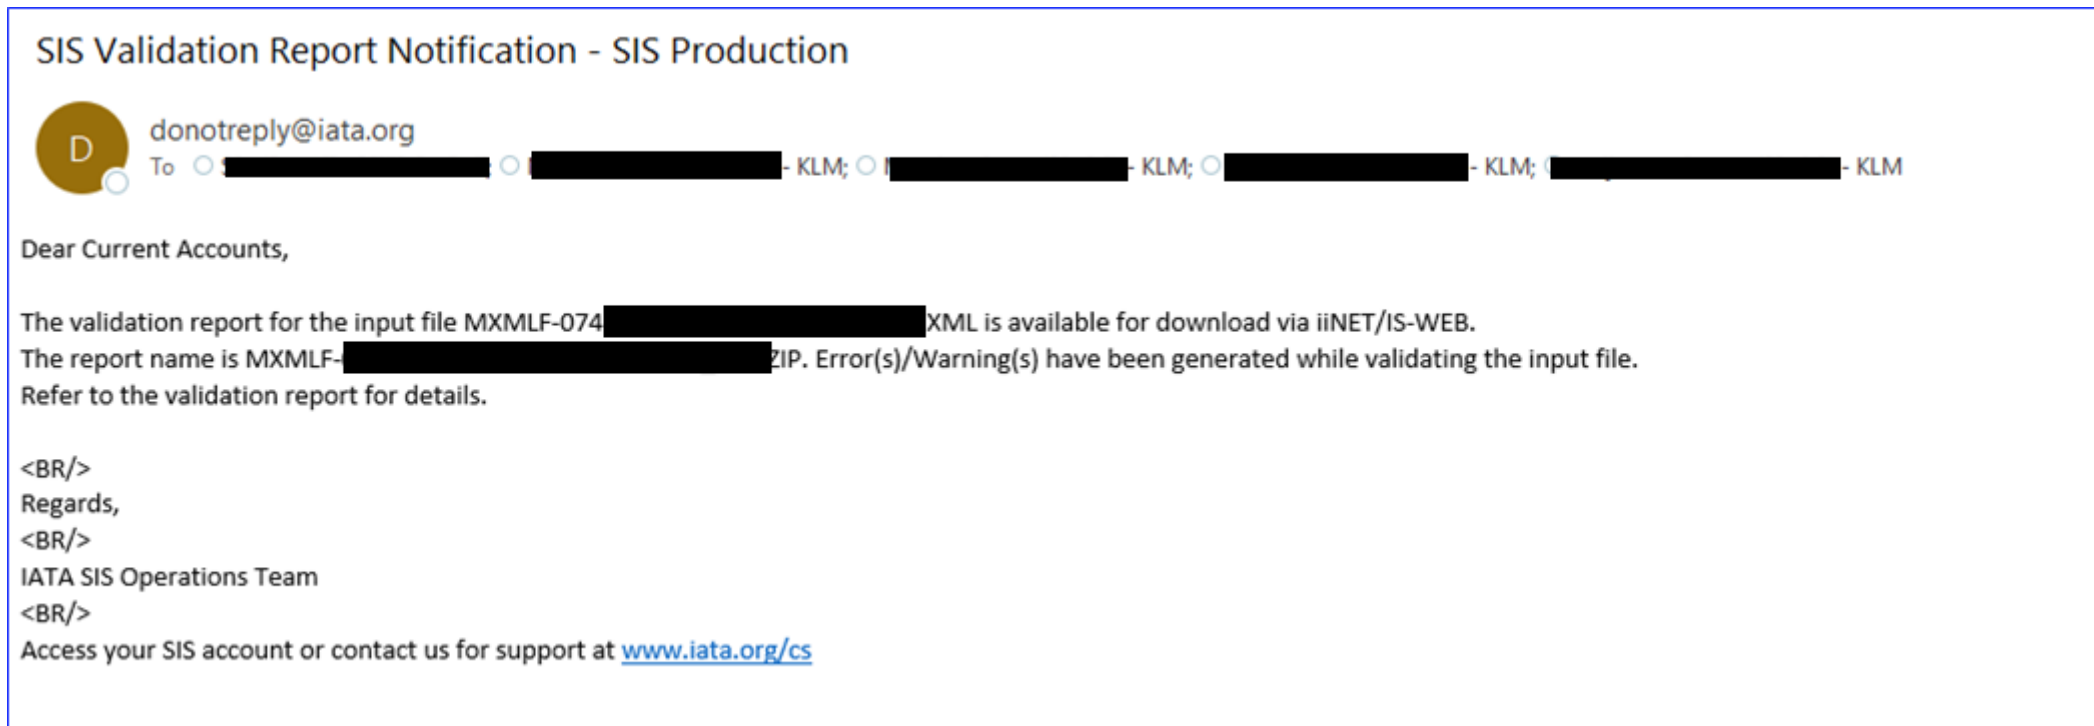 SIS Validation Report Notification - SIS Production
D
donotreply@iata.org
To ; - KLM; - KLM; - KLM; - KLM
Dear Current Accounts,
The validation report for the input file MXMLF-074 XML is available for download via iiNET/IS-WEB.
The report name is MXMLF- ZIP. Error(s)/Warning(s) have been generated while validating the input file.
Refer to the validation report for details.
<BR/>
Regards,
<BR/>
IATA SIS Operations Team
<BR/>
Access your SIS account or contact us for support at www.iata.org/cs